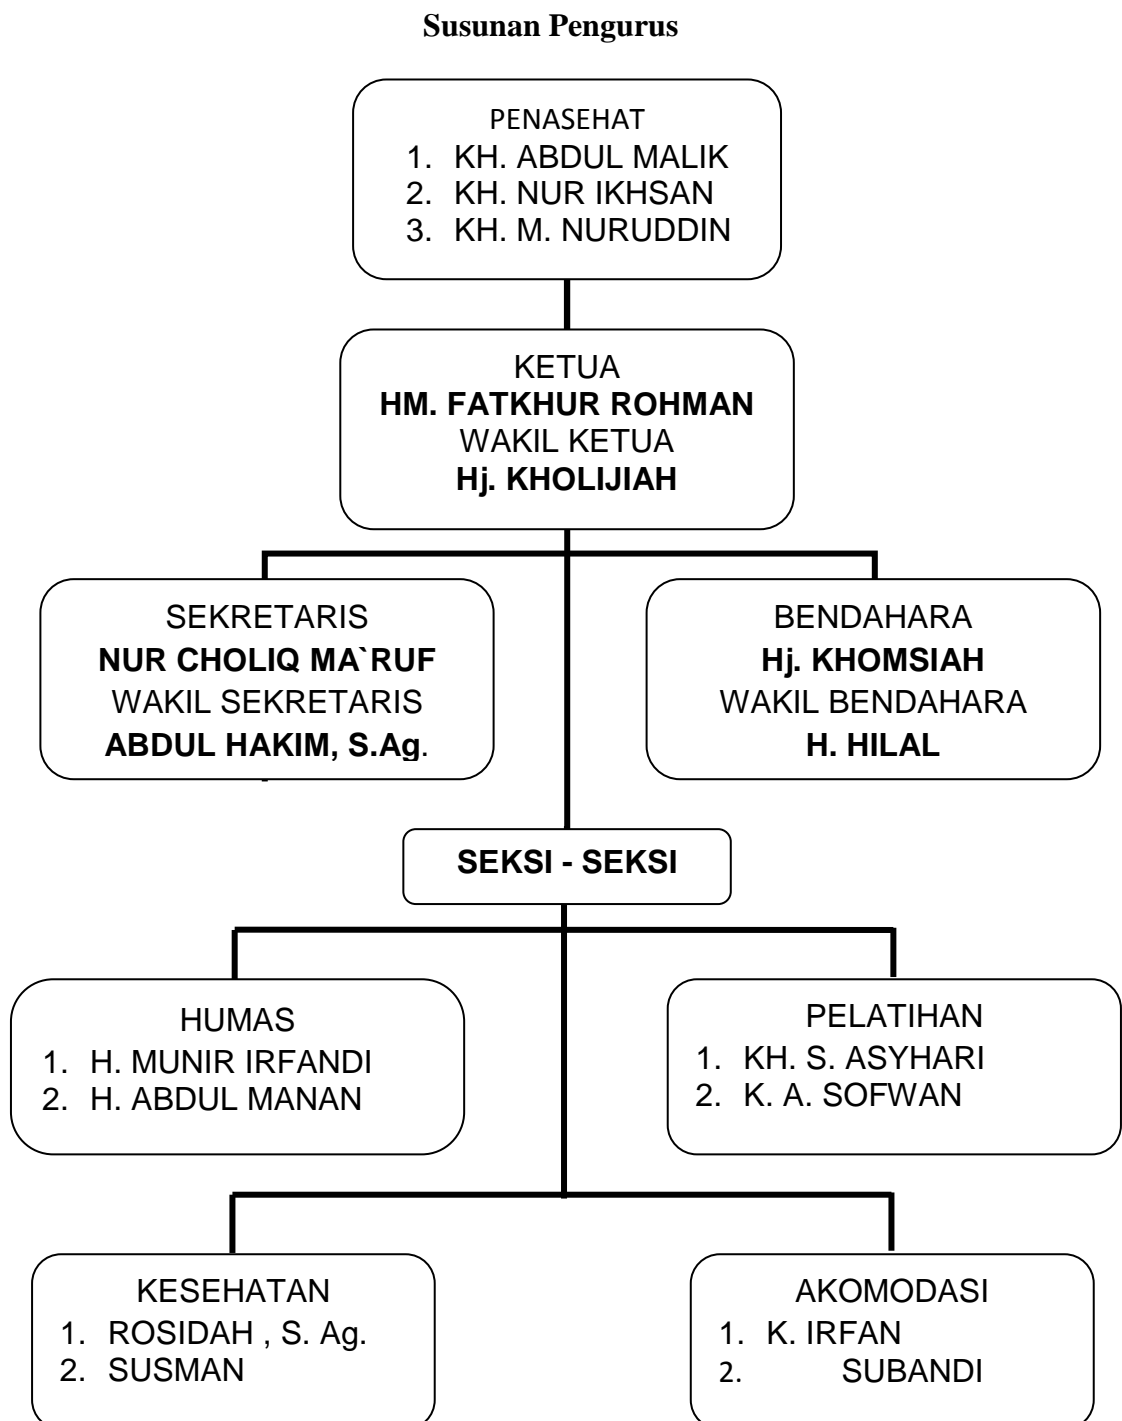 Susunan Pengurus
PENASEHAT
1. KH. ABDUL MALIK
2. KH. NUR IKHSAN
3. KH. M. NURUDDIN
KETUA
HM. FATKHUR ROHMAN
WAKIL KETUA
Hj. KHOLIJIAH
SEKRETARIS
NUR CHOLIQ MA`RUF
WAKIL SEKRETARIS
ABDUL HAKIM, S.Ag.
BENDAHARA
Hj. KHOMSIAH
WAKIL BENDAHARA
H. HILAL
SEKSI - SEKSI
HUMAS
1. H. MUNIR IRFANDI
2. H. ABDUL MANAN
PELATIHAN
1. KH. S. ASYHARI
2. K. A. SOFWAN
KESEHATAN
1. ROSIDAH , S. Ag.
2. SUSMAN
AKOMODASI
1. K. IRFAN
2. SUBANDI